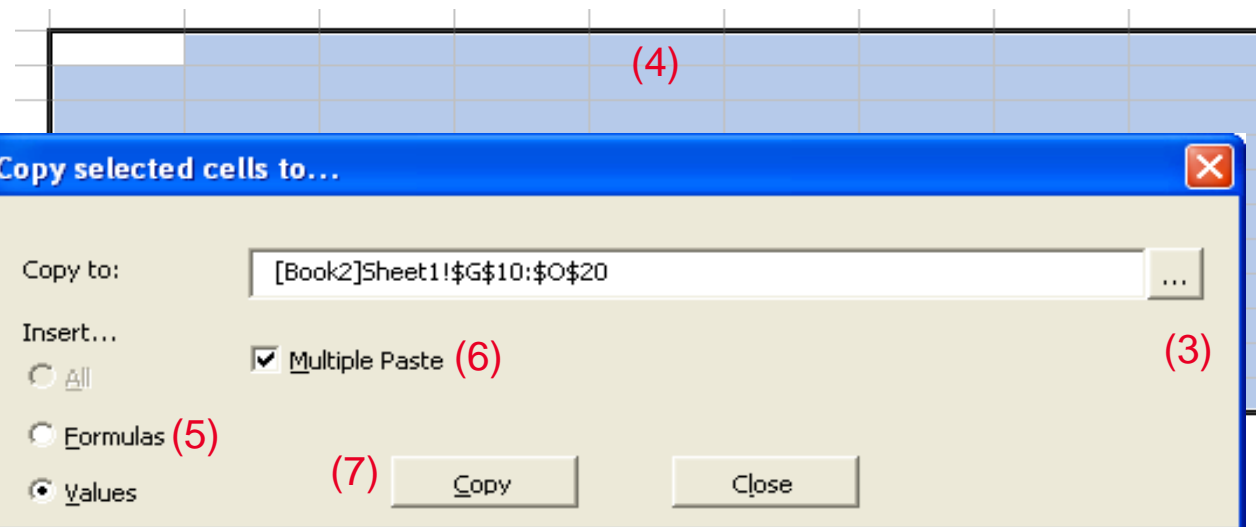 (4)
Copy selected cells to...
Copy to: [Book2]Sheet1!$G$10:$O$20 ...
Insert...
(3)
Multiple Paste (6)
All
Formulas (5)
(7) Copy Close
Values